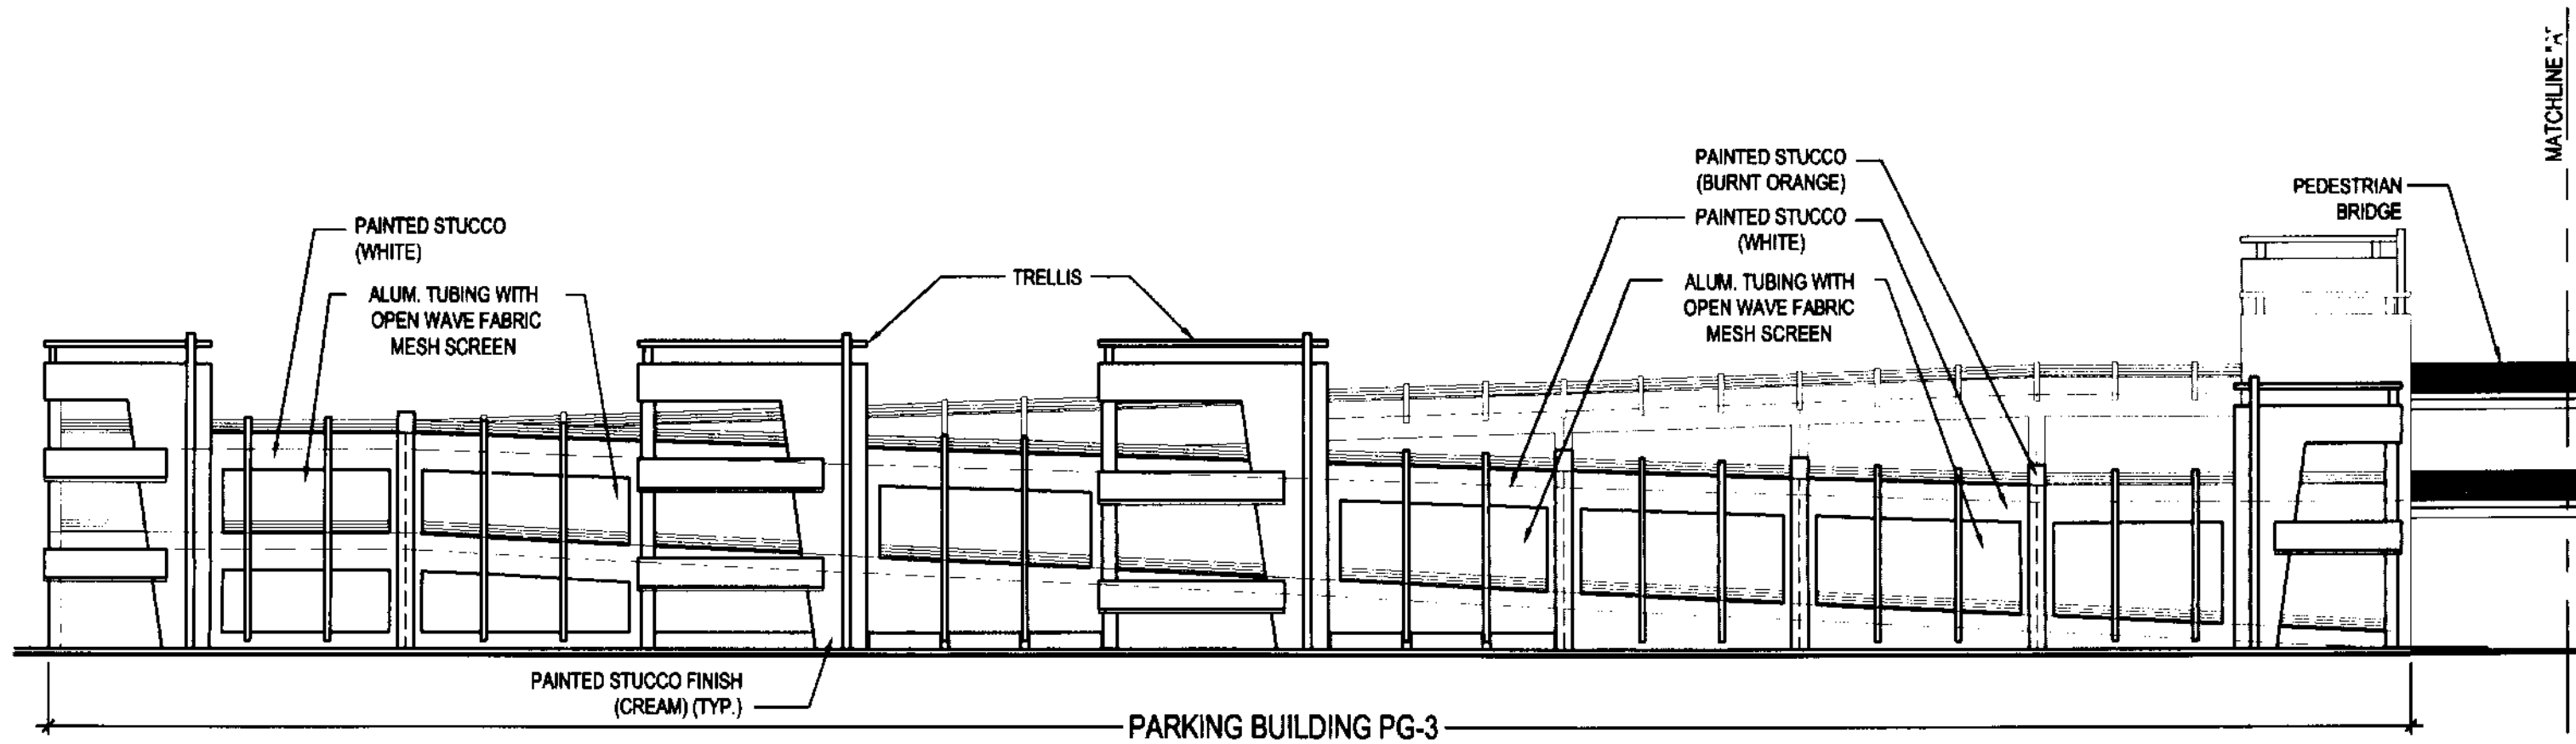 MATCHLINE "A"
PAINTED STUCCO
(BURNT ORANGE)
PEDESTRIAN
BRIDGE
PAINTED STUCCO
(WHITE)
PAINTED STUCCO
(WHITE)
TRELLIS
ALUM. TUBING WITH
OPEN WAVE FABRIC
MESH SCREEN
ALUM. TUBING WITH
OPEN WAVE FABRIC
MESH SCREEN
PAINTED STUCCO FINISH
(CREAM) (TYP.)
PARKING BUILDING PG-3